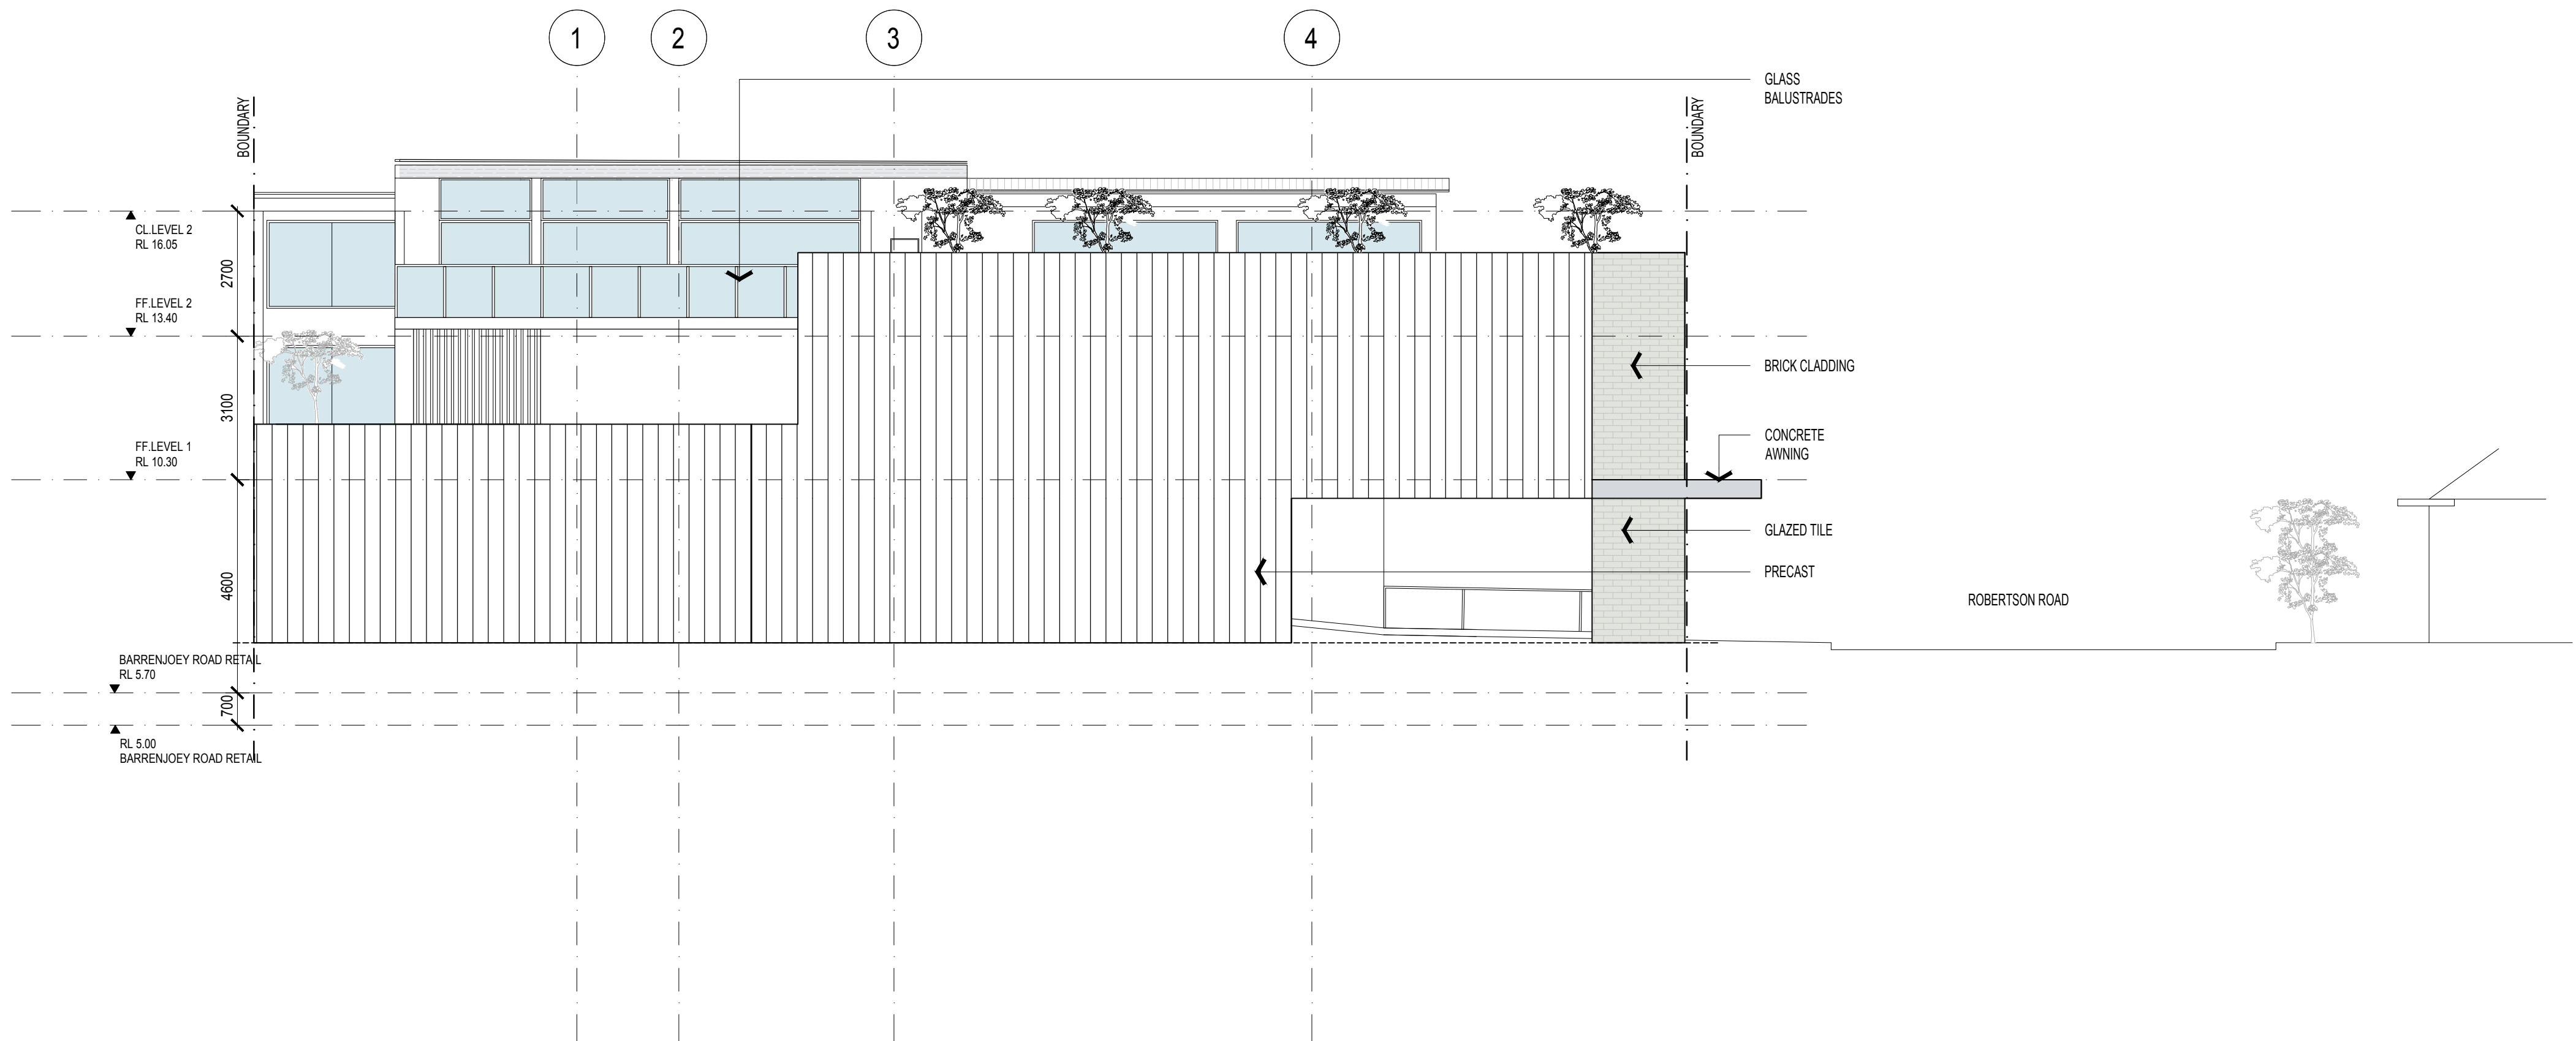 1
2
3
4
GLASS
BALUSTRADES
BOUNDARY
BOUNDARY
CL.LEVEL 2
RL 16.05
2700
FF.LEVEL 2
RL 13.40
BRICK CLADDING
3100
FF.LEVEL 1
RL 10.30
CONCRETE
AWNING
GLAZED TILE
PRECAST
4600
ROBERTSON ROAD
BARRENJOEY ROAD RETAIL
RL 5.70
700
RL 5.00
BARRENJOEY ROAD RETAIL